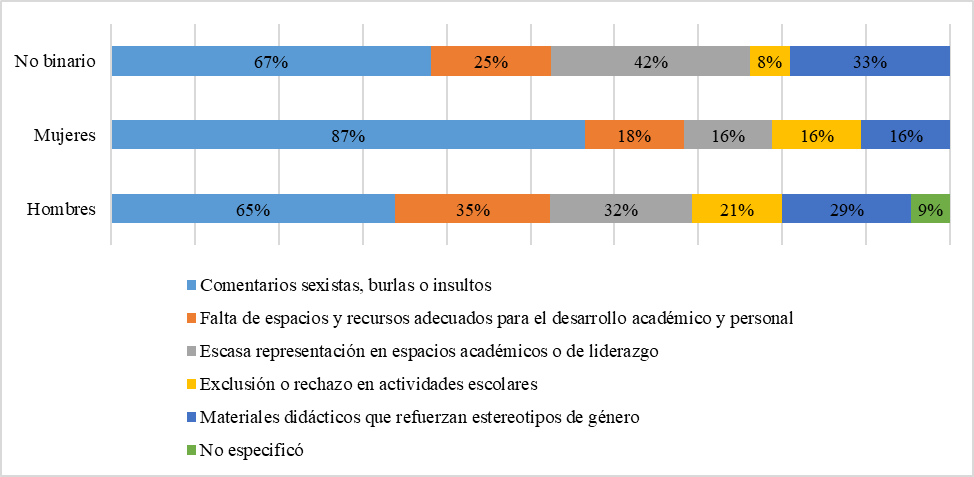 No binario 67% 25% 42% 8% 33%
Mujeres 87% 18% 16% 16% 16%
Hombres 65% 35% 32% 21% 29% 9%
Comentarios sexistas, burlas o insultos
Falta de espacios y recursos adecuados para el desarrollo académico y personal
Escasa representación en espacios académicos o de liderazgo
Exclusión o rechazo en actividades escolares
Materiales didácticos que refuerzan estereotipos de género
No especificó